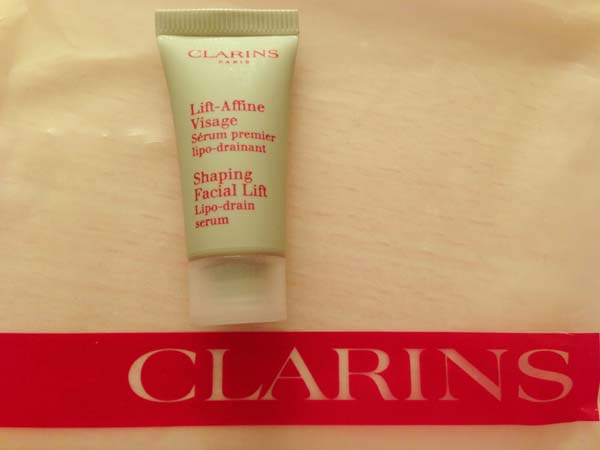 CLARINS
PARIS
Lift-Affine
Visage
Sérum premier
lipo-drainant
Shaping
Facial Lift
Lipo-drain
serum
CLARINS